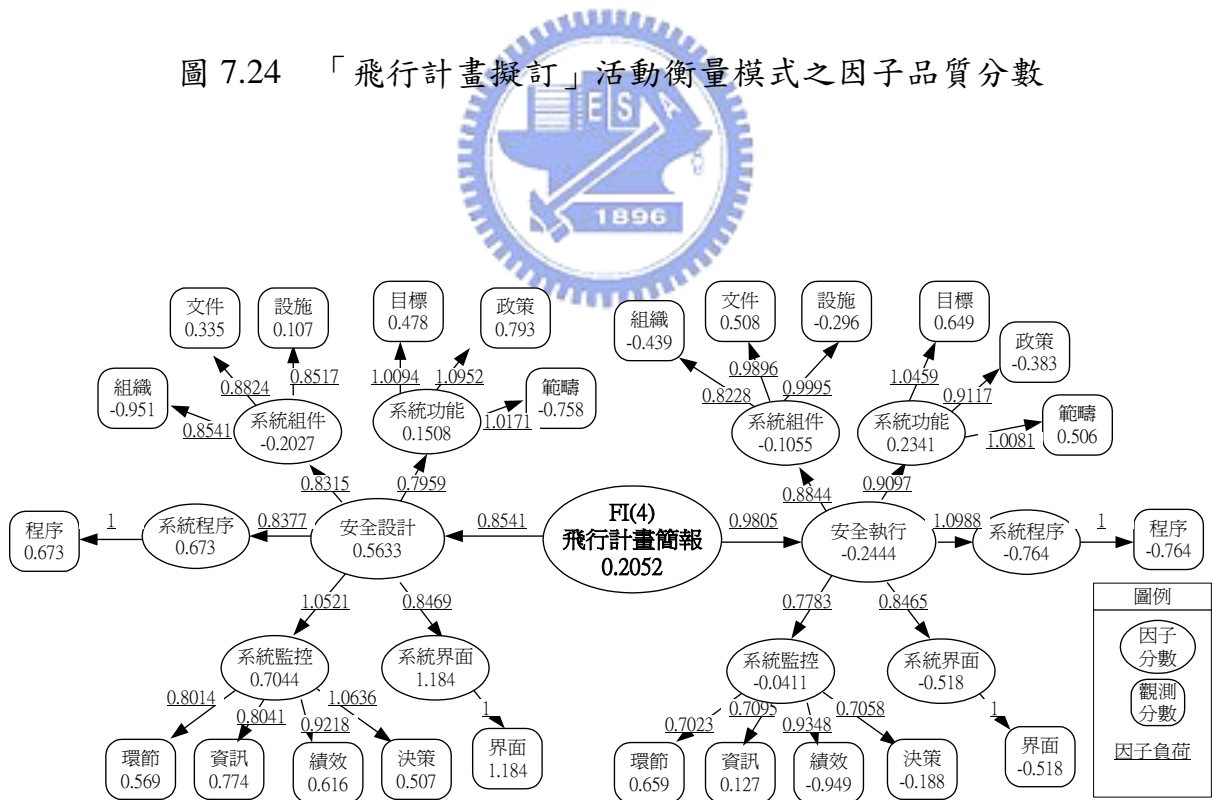 圖 7.24 「飛行計畫擬訂」活動衡量模式之因子品質分數
E S A
1896
文件
0.335
設施
0.107
目標
0.478
政策
0.793
組織
-0.951
範疇
-0.758
0.8824
0.8517
1.0094
1.0952
0.8541
1.0171
系統組件
-0.2027
系統功能
0.1508
0.8315
0.7959
程序
0.673
1
系統程序
0.673
0.8377
安全設計
0.5633
0.8541
1.0521
0.8469
系統監控
0.7044
系統界面
1.184
0.8014
0.8041
0.9218
1.0636
1
環節
0.569
資訊
0.774
績效
0.616
決策
0.507
界面
1.184
FI(4)
飛行計畫簡報
0.2052
0.9805
組織
-0.439
文件
0.508
設施
-0.296
目標
0.649
政策
-0.383
範疇
0.506
0.8228
0.9896
0.9995
1.0459
0.9117
1.0081
系統組件
-0.1055
系統功能
0.2341
0.8844
0.9097
安全執行
-0.2444
1.0988
系統程序
-0.764
1
程序
-0.764
0.7783
0.8465
系統監控
-0.0411
系統界面
-0.518
0.7023
0.7095
0.9348
0.7058
1
環節
0.659
資訊
0.127
績效
-0.949
決策
-0.188
界面
-0.518
圖例
因子
分數
觀測
分數
因子負荷